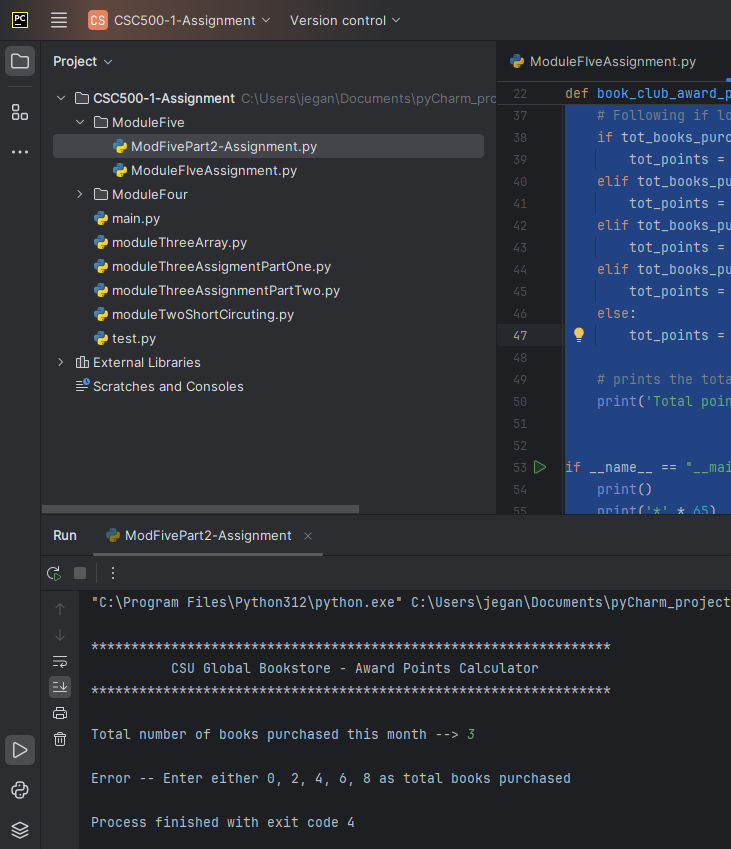 PC
CS CSC500-1-Assignment Version control
Project
CSC500-1-Assignment C:\Users\jegan\Documents\pyCharm_proj
ModuleFive
ModFivePart2-Assignment.py
ModuleFIveAssignment.py
ModuleFour
main.py
moduleThreeArray.py
moduleThreeAssigmentPartOne.py
moduleThreeAssignmentPartTwo.py
moduleTwoShortCircuting.py
test.py
External Libraries
Scratches and Consoles
ModuleFIveAssignment.py
22 def book_club_award_p
37 # Following if lo
38 if tot_books_purc
39 tot_points =
40 elif tot_books_pu
41 tot_points =
42 elif tot_books_pu
43 tot_points =
44 elif tot_books_pu
45 tot_points =
46 else:
47 tot_points =
48
49 # prints the tota
50 print('Total poin
51
52
53 if __name__ == "__mai
54 print()
55 print('*' * 65)
Run ModFivePart2-Assignment
"C:\Program Files\Python312\python.exe" C:\Users\jegan\Documents\pyCharm_project
*****************************************************************
CSU Global Bookstore - Award Points Calculator
*****************************************************************
Total number of books purchased this month --> 3
Error -- Enter either 0, 2, 4, 6, 8 as total books purchased
Process finished with exit code 4